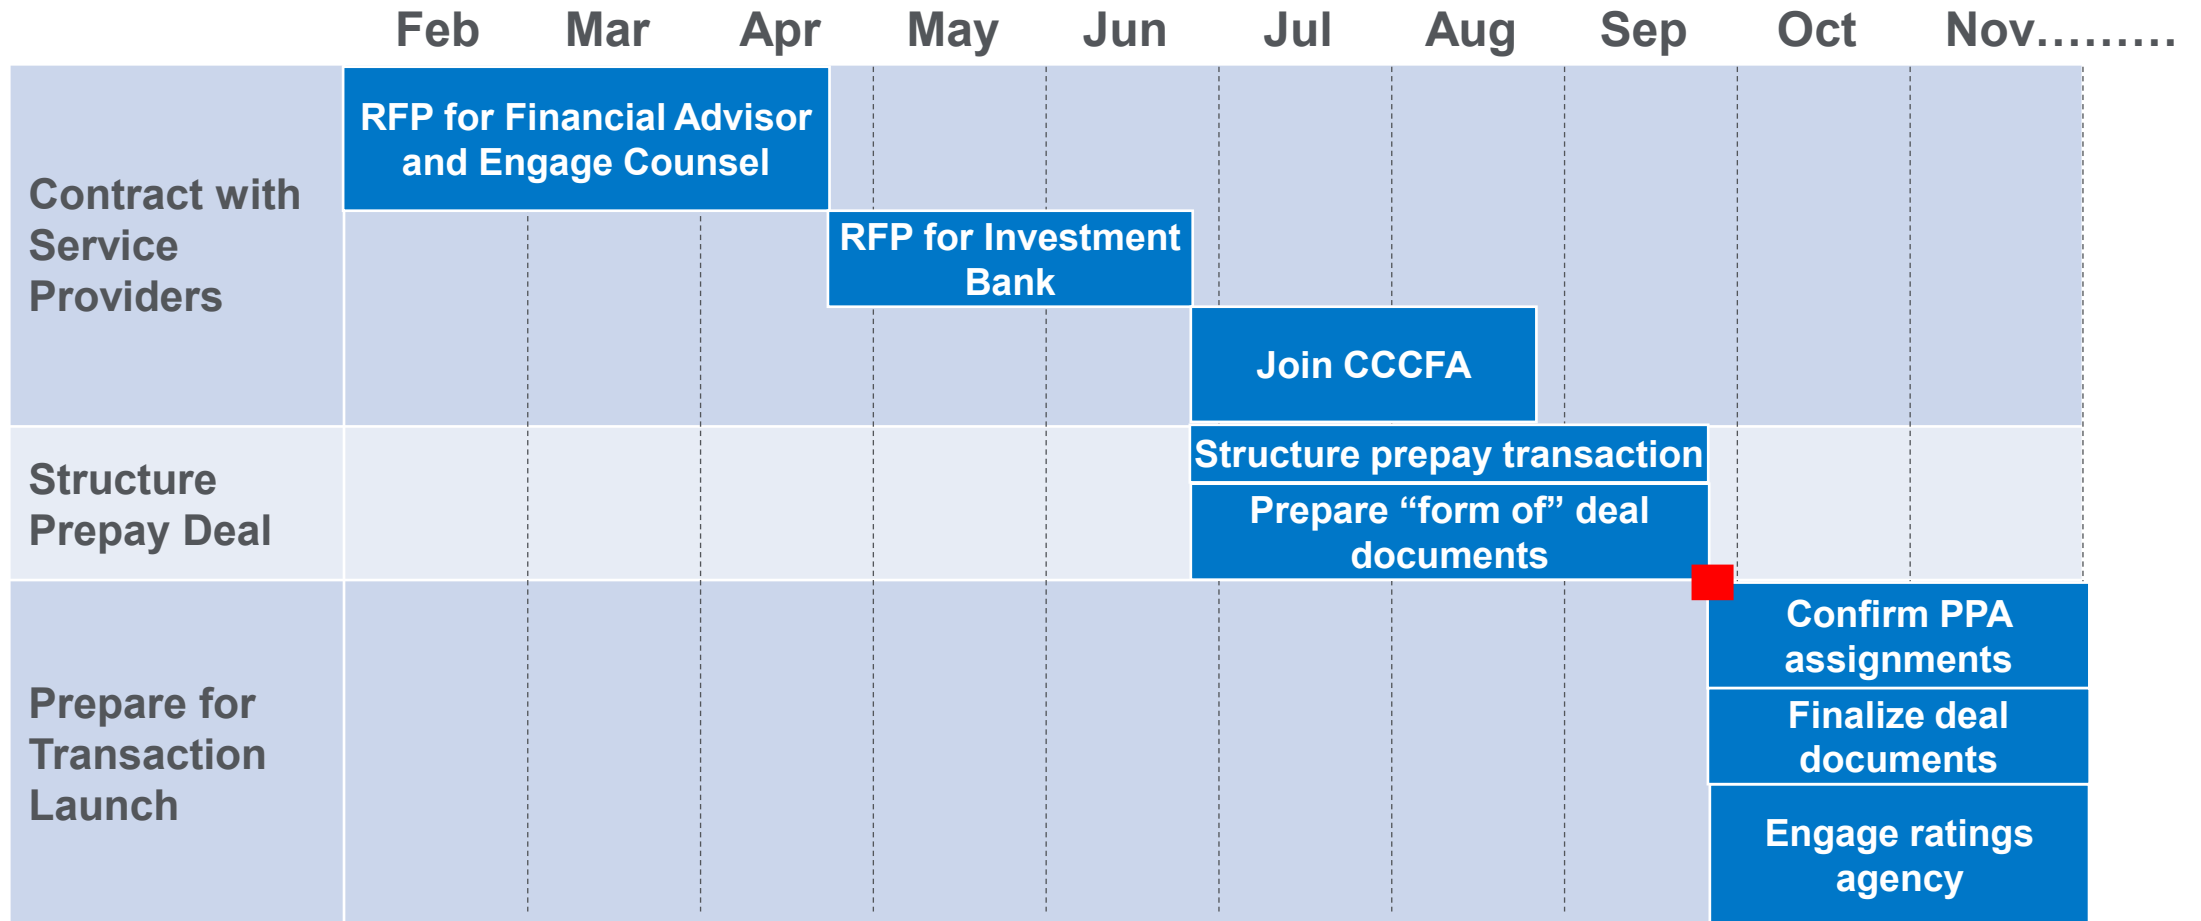 Feb Mar Apr May Jun Jul Aug Sep Oct Nov………
Contract with
Service
Providers
RFP for Financial Advisor
and Engage Counsel
RFP for Investment
Bank
Join CCCFA
Structure
Prepay Deal
Structure prepay transaction
Prepare “form of” deal
documents
Prepare for
Transaction
Launch
Confirm PPA
assignments
Finalize deal
documents
Engage ratings
agency